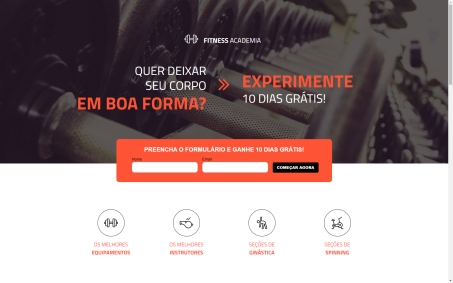 FITNESS ACADEMIA
QUER DEIXAR
SEU CORPO
EM BOA FORMA?
»
EXPERIMENTE
10 DIAS GRÁTIS!
PREENCHA O FORMULÁRIO E GANHE 10 DIAS GRÁTIS!
Nome
Email
COMEÇAR AGORA
OS MELHORES
EQUIPAMENTOS
OS MELHORES
INSTRUTORES
SEÇÕES DE
GINÁSTICA
SEÇÕES DE
SPINNING